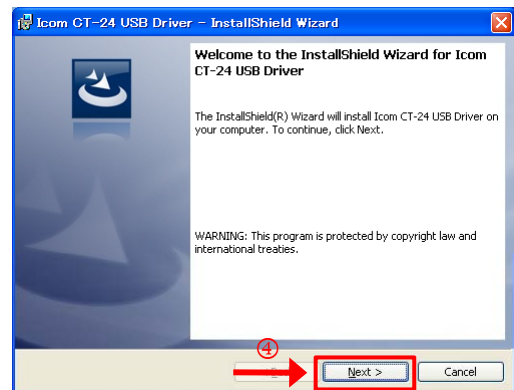 Icom CT-24 USB Driver - InstallShield Wizard
Welcome to the InstallShield Wizard for Icom
CT-24 USB Driver
The InstallShield(R) Wizard will install Icom CT-24 USB Driver on
your computer. To continue, click Next.
WARNING: This program is protected by copyright law and
international treaties.
④
Next >
Cancel